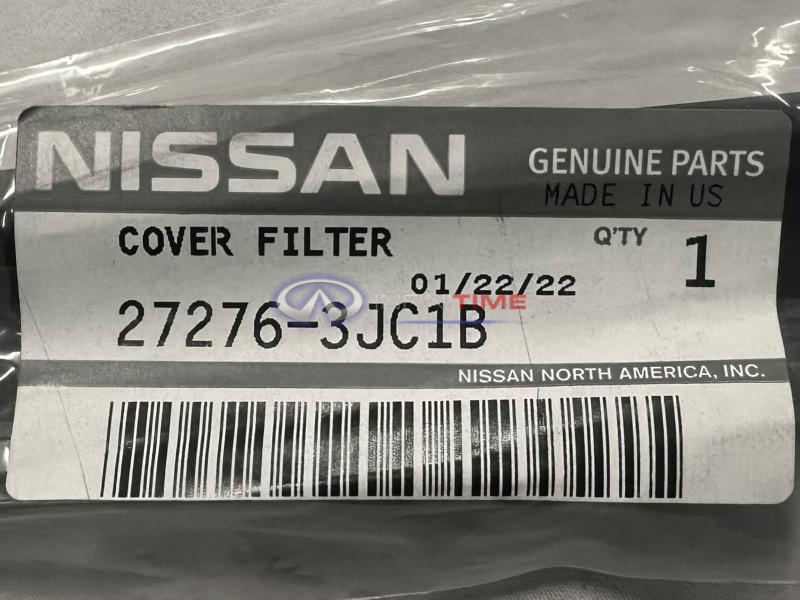 NISSAN
GENUINE PARTS
MADE IN US
COVER FILTER
Q'TY 1
01/22/22
TIME
27276-3JC1B
NISSAN NORTH AMERICA, INC.